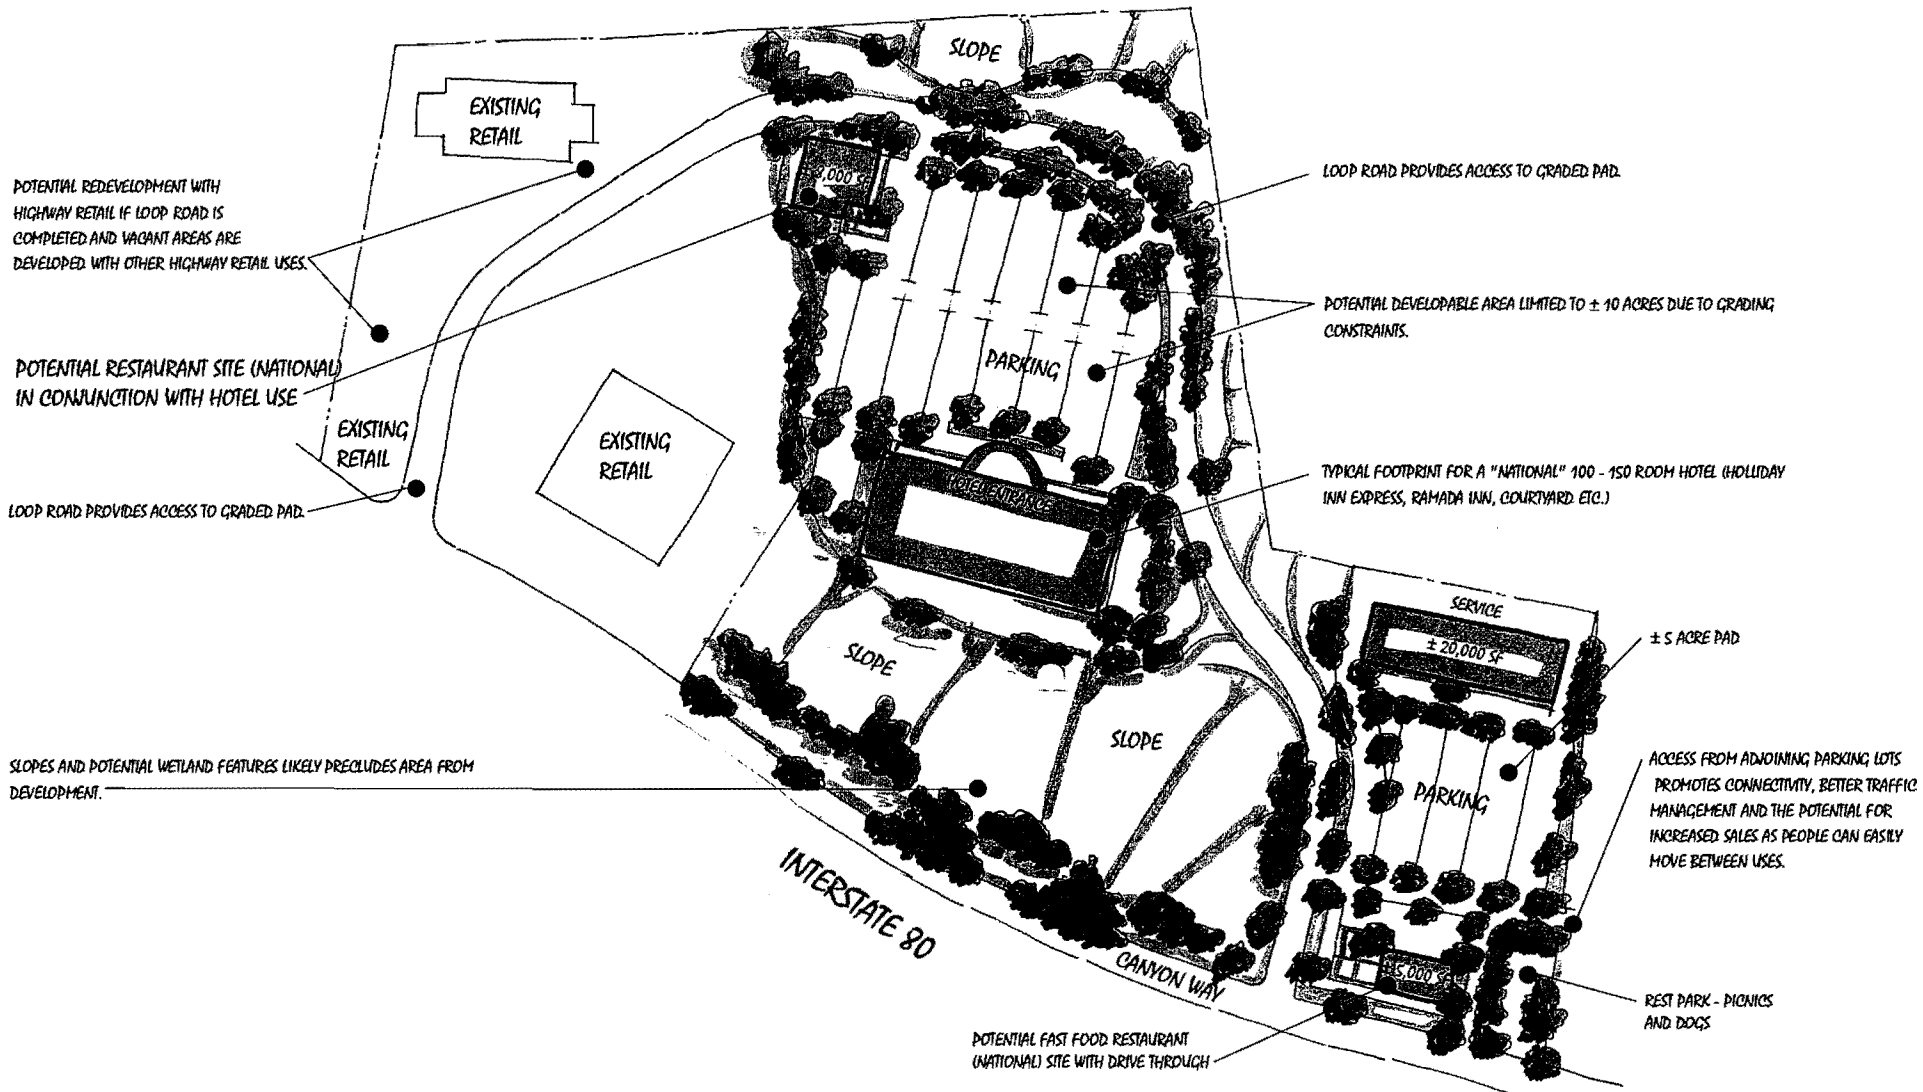 SLOPE
EXISTING
RETAIL
POTENTIAL REDEVELOPMENT WITH
HIGHWAY RETAIL IF LOOP ROAD IS
COMPLETED AND VACANT AREAS ARE
DEVELOPED WITH OTHER HIGHWAY RETAIL USES.
LOOP ROAD PROVIDES ACCESS TO GRADED PAD.
POTENTIAL DEVELOPABLE AREA LIMITED TO ± 10 ACRES DUE TO GRADING
CONSTRAINTS.
POTENTIAL RESTAURANT SITE (NATIONAL)
IN CONJUNCTION WITH HOTEL USE
PARKING
EXISTING
RETAIL
EXISTING
RETAIL
HOTEL ENTRANCE
TYPICAL FOOTPRINT FOR A "NATIONAL" 100 - 150 ROOM HOTEL (HOLLIDAY
INN EXPRESS, RAMADA INN, COURTYARD ETC.)
LOOP ROAD PROVIDES ACCESS TO GRADED PAD.
SERVICE
± 20,000 SF
± 5 ACRE PAD
SLOPE
SLOPE
SLOPES AND POTENTIAL WETLAND FEATURES LIKELY PRECLUDES AREA FROM
DEVELOPMENT.
PARKING
ACCESS FROM ADJOINING PARKING LOTS
PROMOTES CONNECTIVITY, BETTER TRAFFIC
MANAGEMENT AND THE POTENTIAL FOR
INCREASED SALES AS PEOPLE CAN EASILY
MOVE BETWEEN USES.
INTERSTATE 80
CANYON WAY
REST PARK - PICNICS
AND DOGS
POTENTIAL FAST FOOD RESTAURANT
(NATIONAL) SITE WITH DRIVE THROUGH